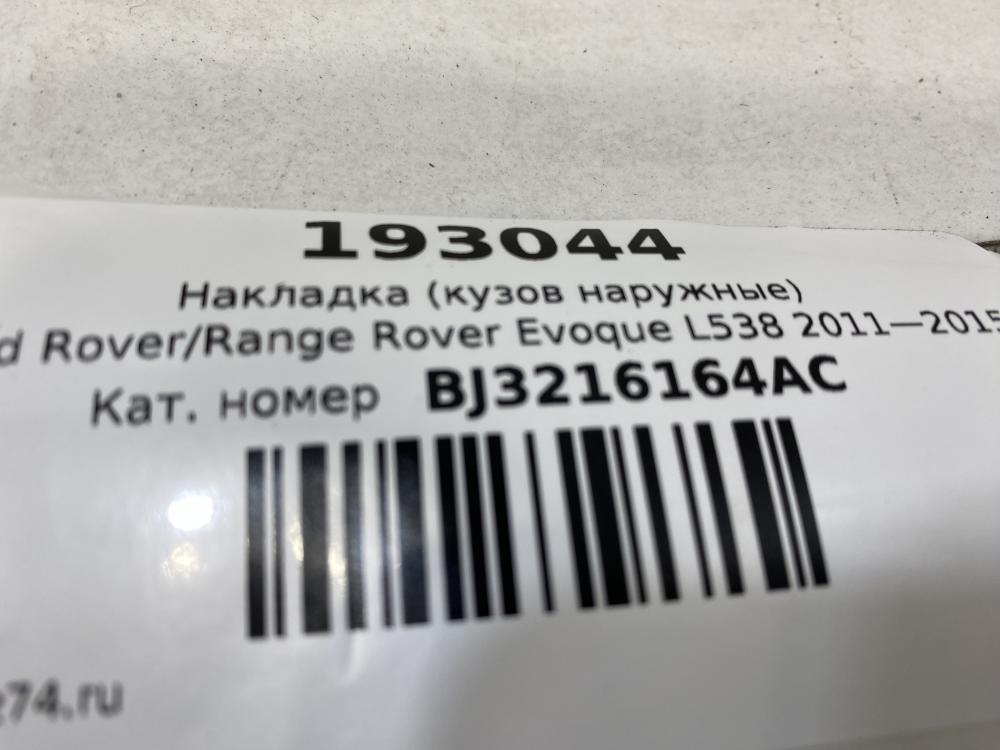 193044
Накладка (кузов наружные)
d Rover/Range Rover Evoque L538 2011—2015
Кат. номер BJ3216164AC
74.ru